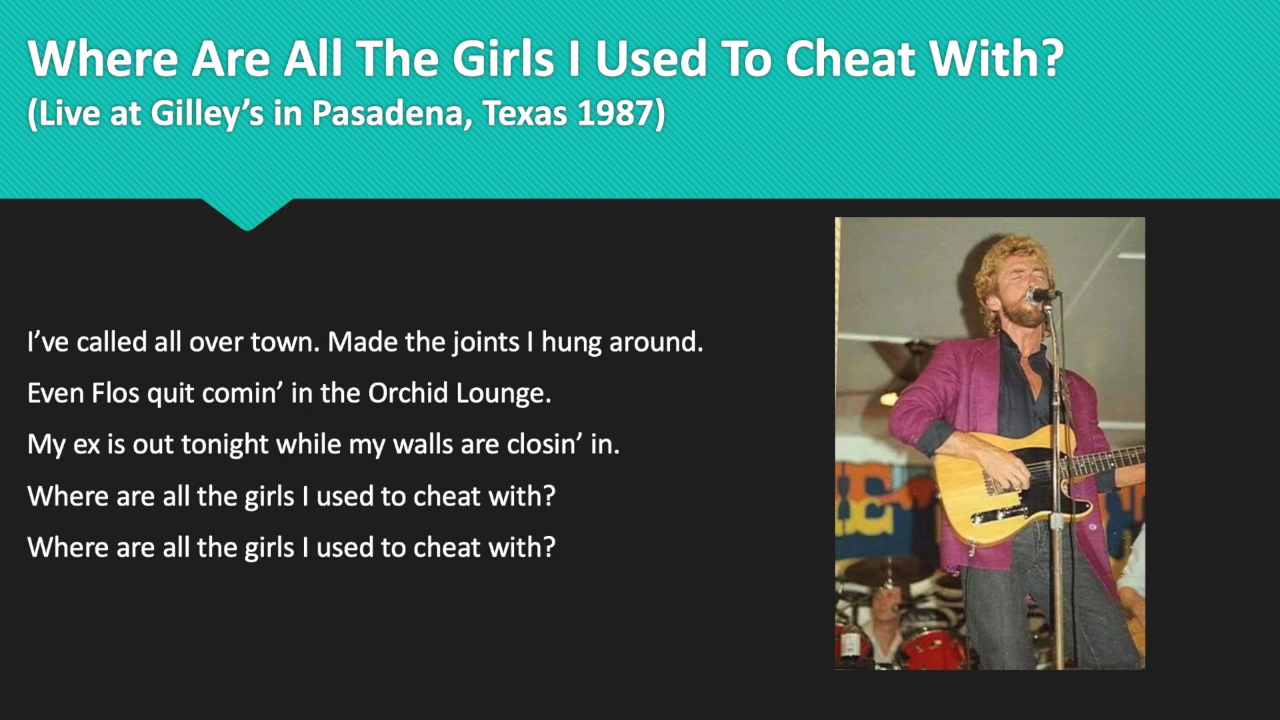 Where Are All The Girls I Used To Cheat With?
(Live at Gilley’s in Pasadena, Texas 1987)
I’ve called all over town. Made the joints I hung around.
Even Flos quit comin’ in the Orchid Lounge.
My ex is out tonight while my walls are closin’ in.
Where are all the girls I used to cheat with?
Where are all the girls I used to cheat with?